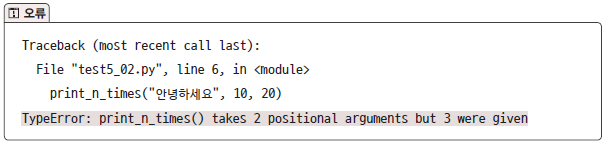 오류
Traceback (most recent call last):
  File "test5_02.py", line 6, in <module>
    print_n_times("안녕하세요", 10, 20)
TypeError: print_n_times() takes 2 positional arguments but 3 were given